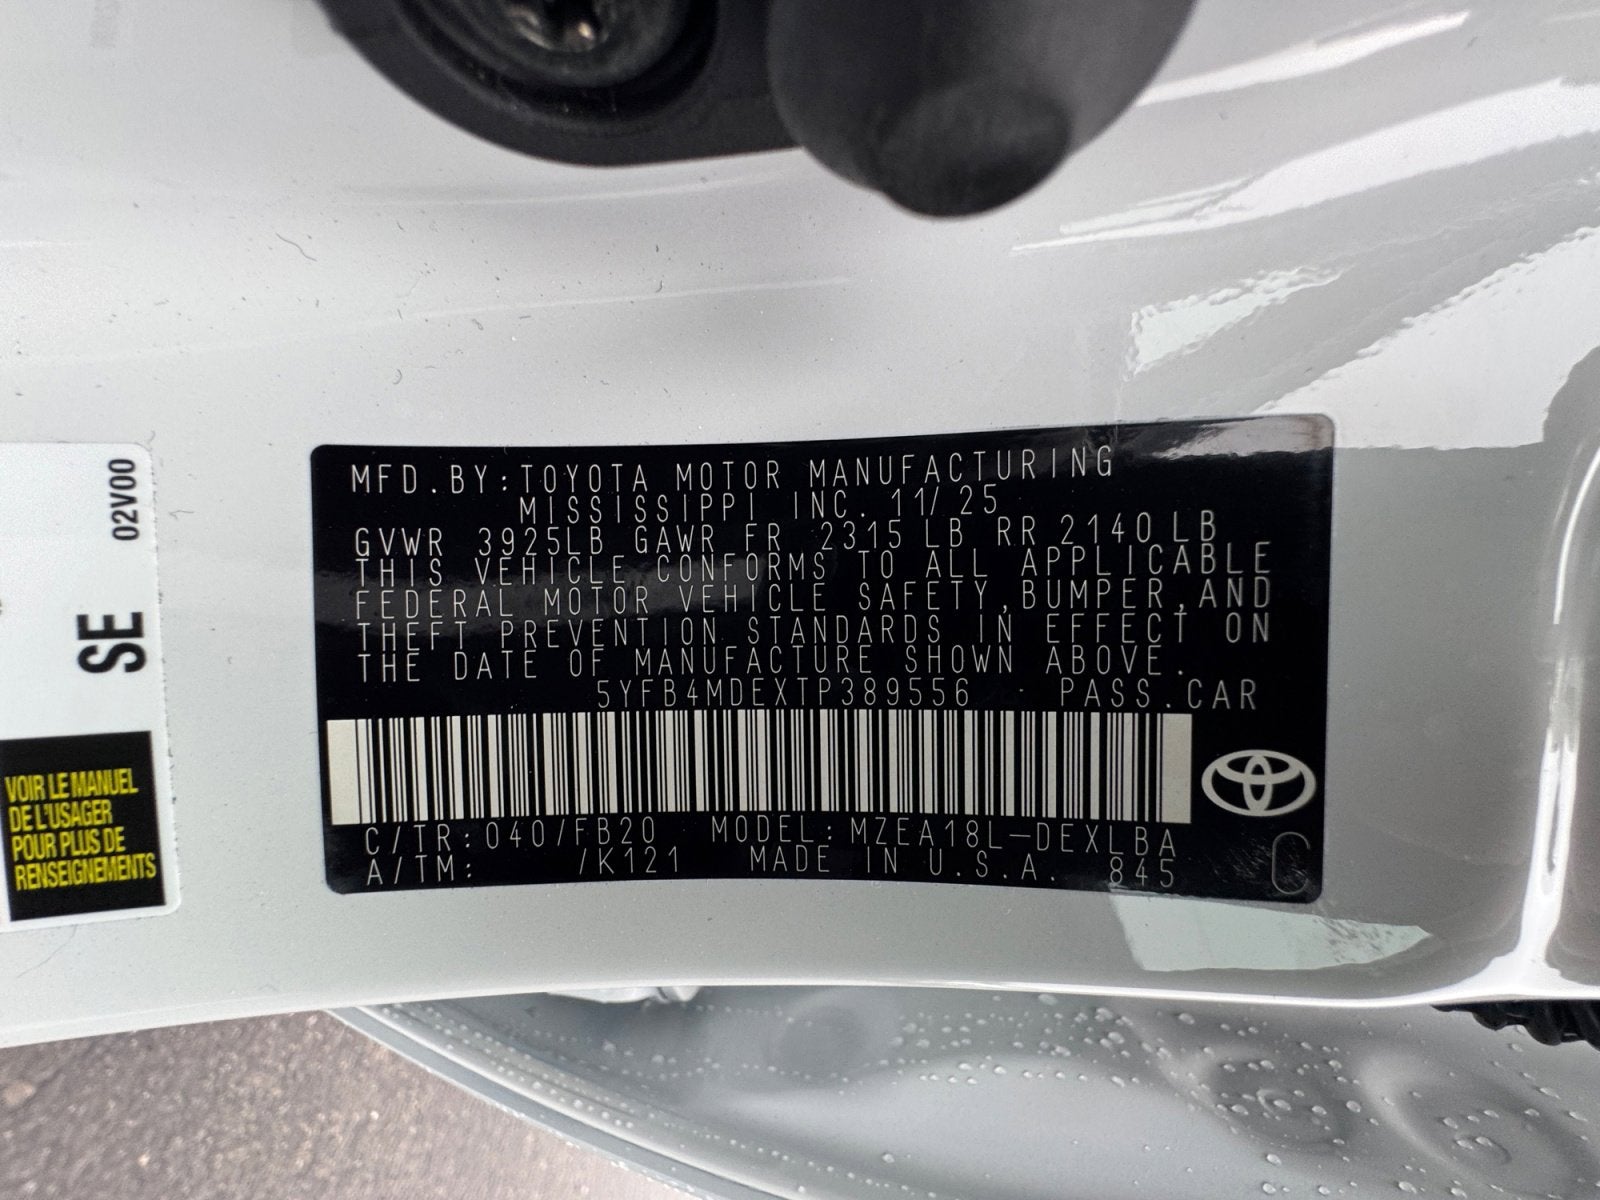 02V00
SE
VOIR LE MANUEL
DE L'USAGER
POUR PLUS DE
RENSEIGNEMENTS
MFD.BY:TOYOTA MOTOR MANUFACTURING
MISSISSIPPI INC. 11/25
GVWR 3925LB GAWR FR 2315 LB RR 2140LB
THIS VEHICLE CONFORMS TO ALL APPLICABLE
FEDERAL MOTOR VEHICLE SAFETY,BUMPER,AND
THEFT PREVENTION STANDARDS IN EFFECT ON
THE DATE OF MANUFACTURE SHOWN ABOVE.
5YFB4MDEXTP389556 PASS.CAR
C/TR:040/FB20 MODEL:MZEA18L-DEXLBA
A/TM: /K121 MADE IN U.S.A. 845
C